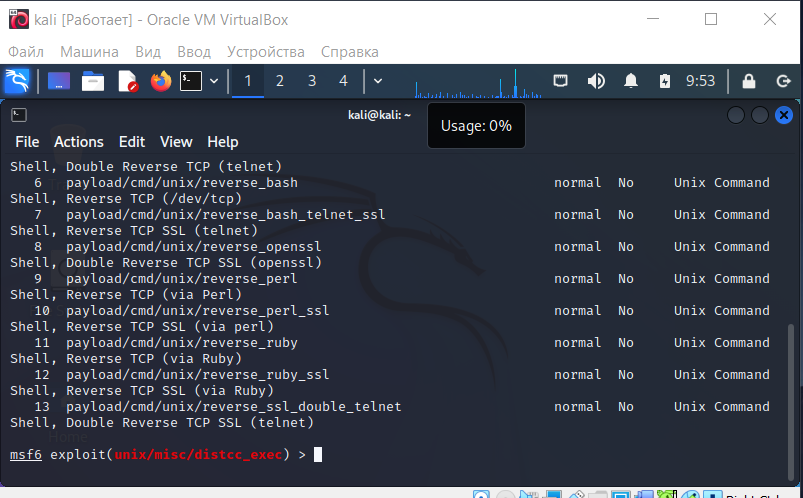 kali [Работает] - Oracle VM VirtualBox
Файл Машина Вид Ввод Устройства Справка
1 2 3 4 9:53
kali@kali: ~
Usage: 0%
File Actions Edit View Help
Shell, Double Reverse TCP (telnet)
6 payload/cmd/unix/reverse_bash normal No Unix Command
Shell, Reverse TCP (/dev/tcp)
7 payload/cmd/unix/reverse_bash_telnet_ssl normal No Unix Command
Shell, Reverse TCP SSL (telnet)
8 payload/cmd/unix/reverse_openssl normal No Unix Command
Shell, Double Reverse TCP SSL (openssl)
9 payload/cmd/unix/reverse_perl normal No Unix Command
Shell, Reverse TCP (via Perl)
10 payload/cmd/unix/reverse_perl_ssl normal No Unix Command
Shell, Reverse TCP SSL (via perl)
11 payload/cmd/unix/reverse_ruby normal No Unix Command
Shell, Reverse TCP (via Ruby)
12 payload/cmd/unix/reverse_ruby_ssl normal No Unix Command
Shell, Reverse TCP SSL (via Ruby)
13 payload/cmd/unix/reverse_ssl_double_telnet normal No Unix Command
Shell, Double Reverse TCP SSL (telnet)
Home
msf6 exploit(unix/misc/distcc_exec) >